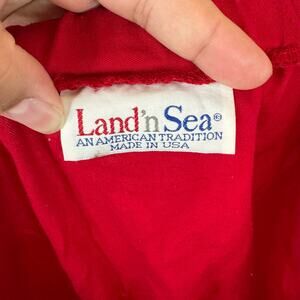 Land'n Sea®
AN AMERICAN TRADITION
MADE IN USA